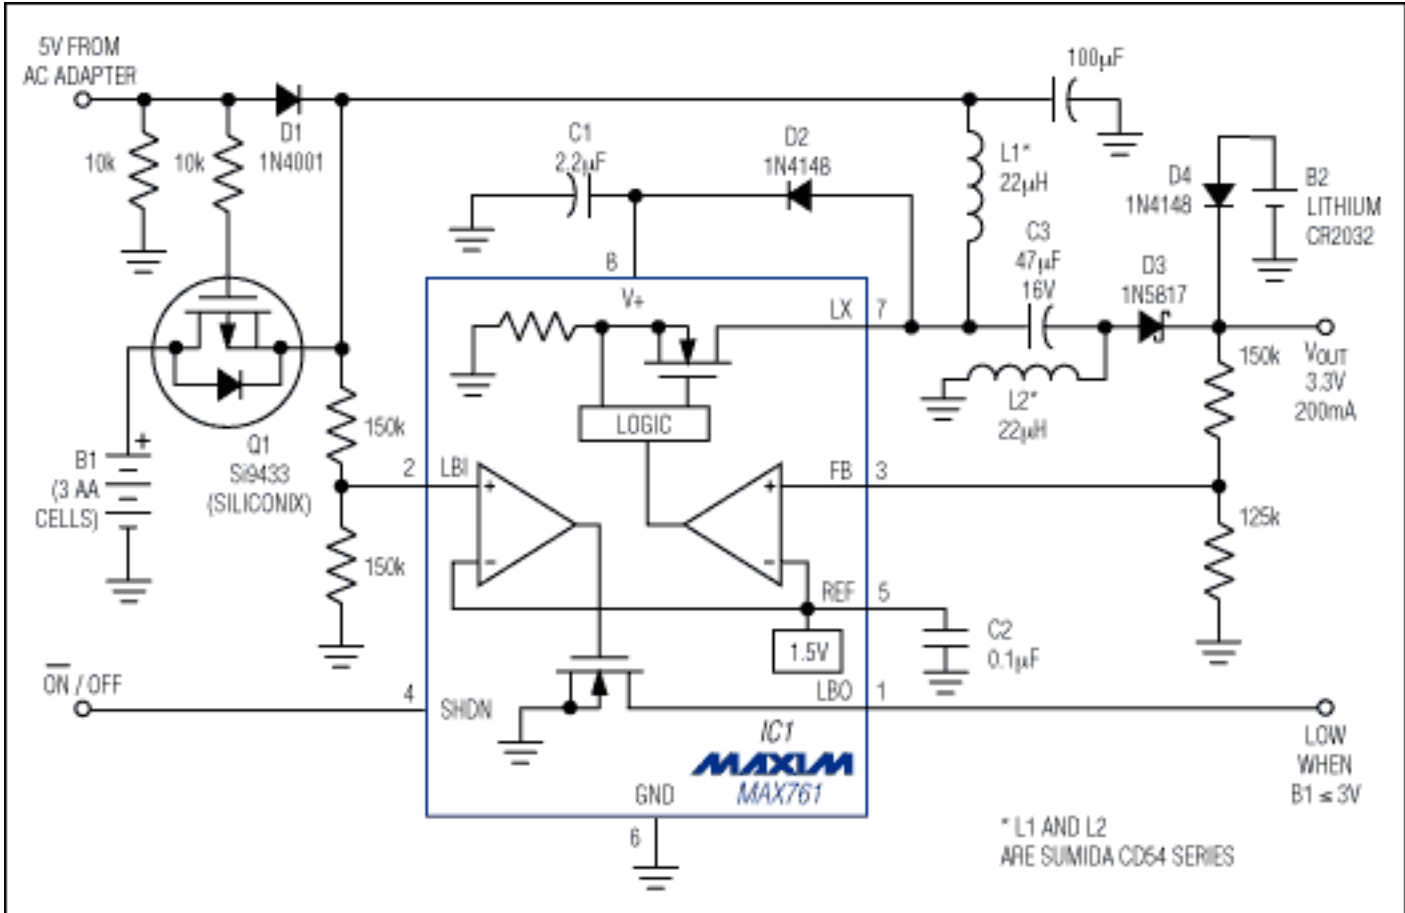 5V FROM
AC ADAPTER
10k
10k
D1
1N4001
C1
2.2µF
D2
1N4148
100µF
L1*
22µH
D4
1N4148
B2
LITHIUM
CR2032
C3
47µF
16V
D3
1N5817
8
V+
LX
7
VOUT
3.3V
200mA
150k
LOGIC
L2*
22µH
Q1
Si9433
(SILICONIX)
B1
(3 AA
CELLS)
+
150k
2
LBI
+
−
+
−
FB
3
125k
150k
REF
5
1.5V
C2
0.1µF
ON / OFF
4
SHDN
LBO
1
IC1
MAXIM
MAX761
GND
6
LOW
WHEN
B1 ≤ 3V
* L1 AND L2
ARE SUMIDA CD54 SERIES